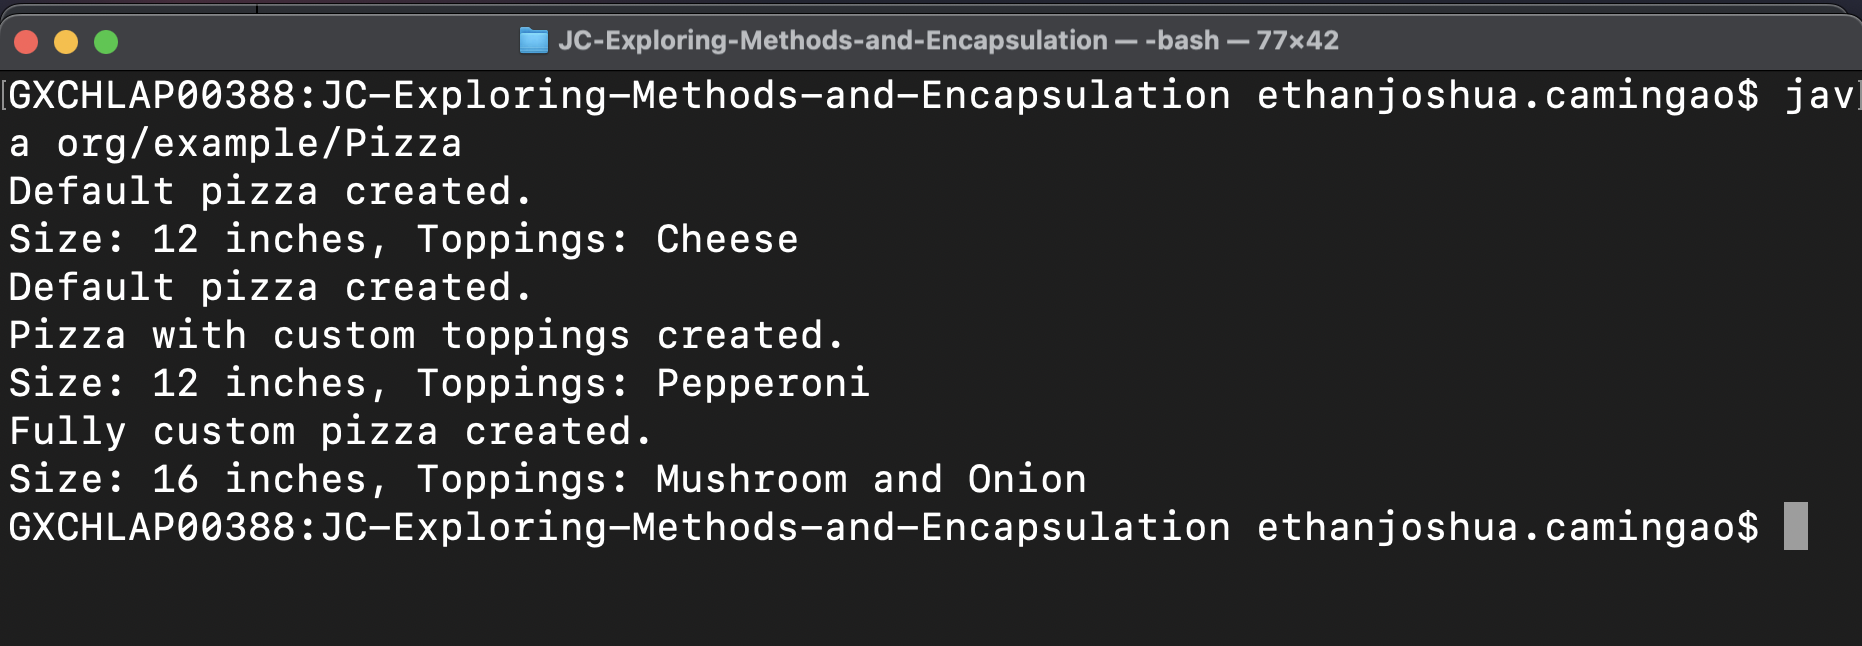 JC-Exploring-Methods-and-Encapsulation — -bash — 77×42
GXCHLAP00388:JC-Exploring-Methods-and-Encapsulation ethanjoshua.camingao$ jav
a org/example/Pizza
Default pizza created.
Size: 12 inches, Toppings: Cheese
Default pizza created.
Pizza with custom toppings created.
Size: 12 inches, Toppings: Pepperoni
Fully custom pizza created.
Size: 16 inches, Toppings: Mushroom and Onion
GXCHLAP00388:JC-Exploring-Methods-and-Encapsulation ethanjoshua.camingao$